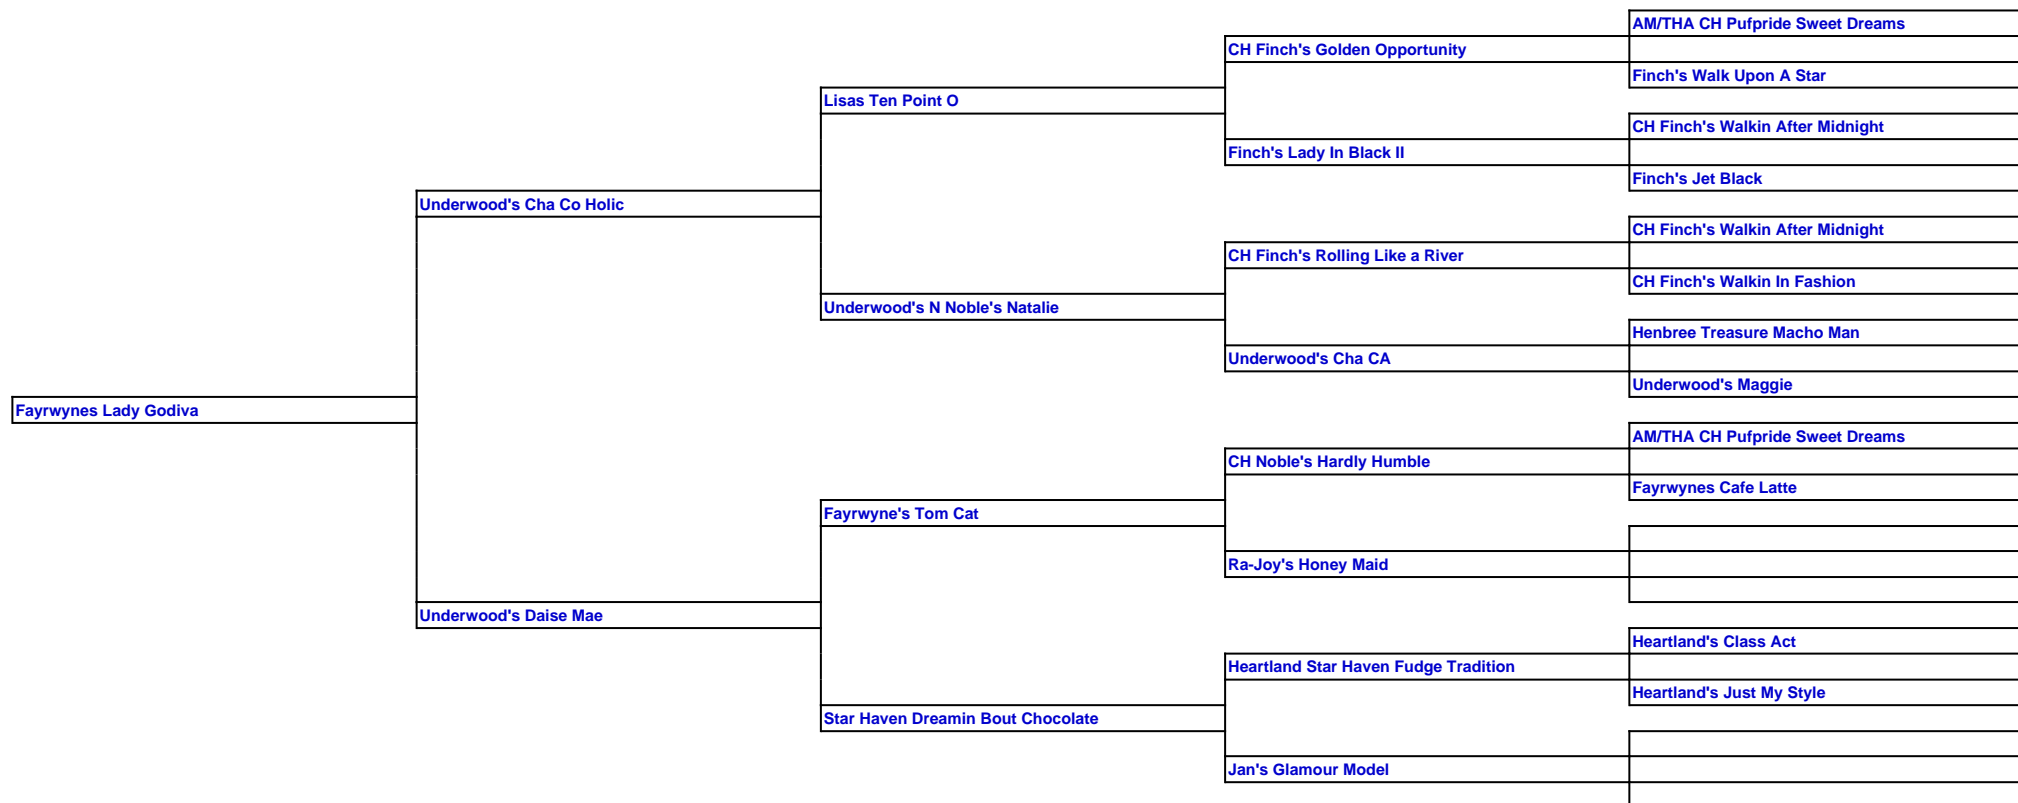 AM/THA CH Pufpride Sweet Dreams
CH Finch's Golden Opportunity
Finch's Walk Upon A Star
Lisas Ten Point O
CH Finch's Walkin After Midnight
Finch's Lady In Black II
Finch's Jet Black
Underwood's Cha Co Holic
CH Finch's Walkin After Midnight
CH Finch's Rolling Like a River
CH Finch's Walkin In Fashion
Underwood's N Noble's Natalie
Henbree Treasure Macho Man
Underwood's Cha CA
Underwood's Maggie
Fayrwynes Lady Godiva
AM/THA CH Pufpride Sweet Dreams
CH Noble's Hardly Humble
Fayrwynes Cafe Latte
Fayrwyne's Tom Cat
Ra-Joy's Honey Maid
Underwood's Daise Mae
Heartland's Class Act
Heartland Star Haven Fudge Tradition
Heartland's Just My Style
Star Haven Dreamin Bout Chocolate
Jan's Glamour Model